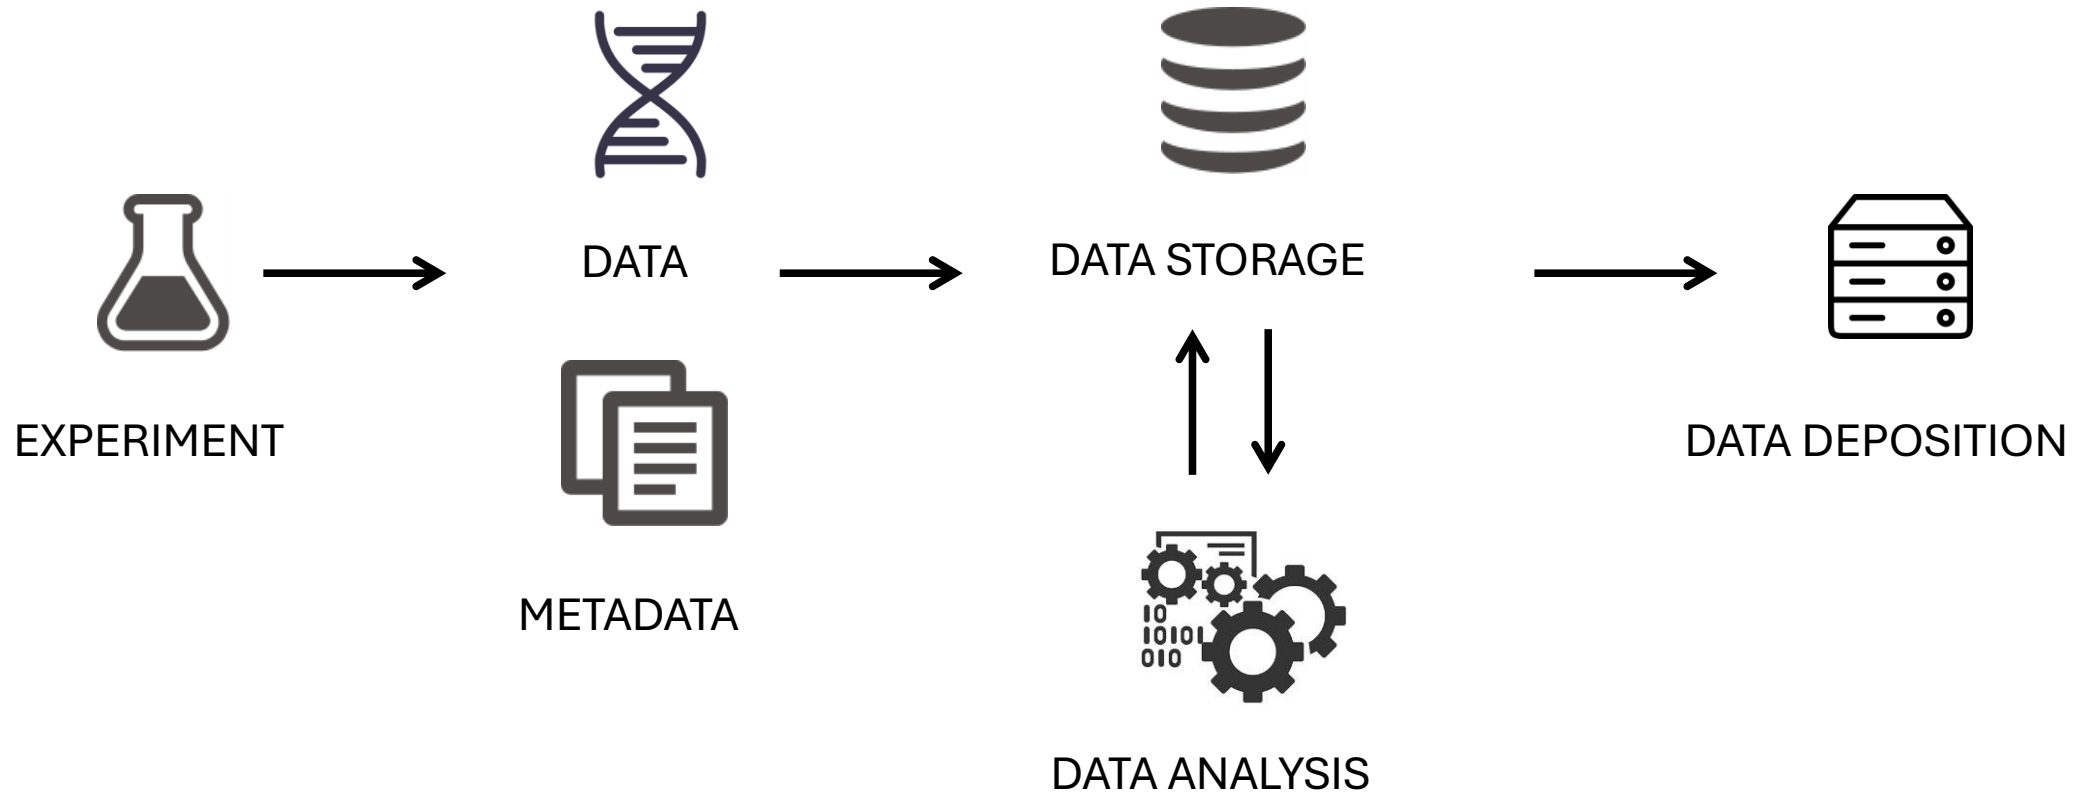 DATA
DATA STORAGE
EXPERIMENT
DATA DEPOSITION
METADATA
10
10101
010
DATA ANALYSIS